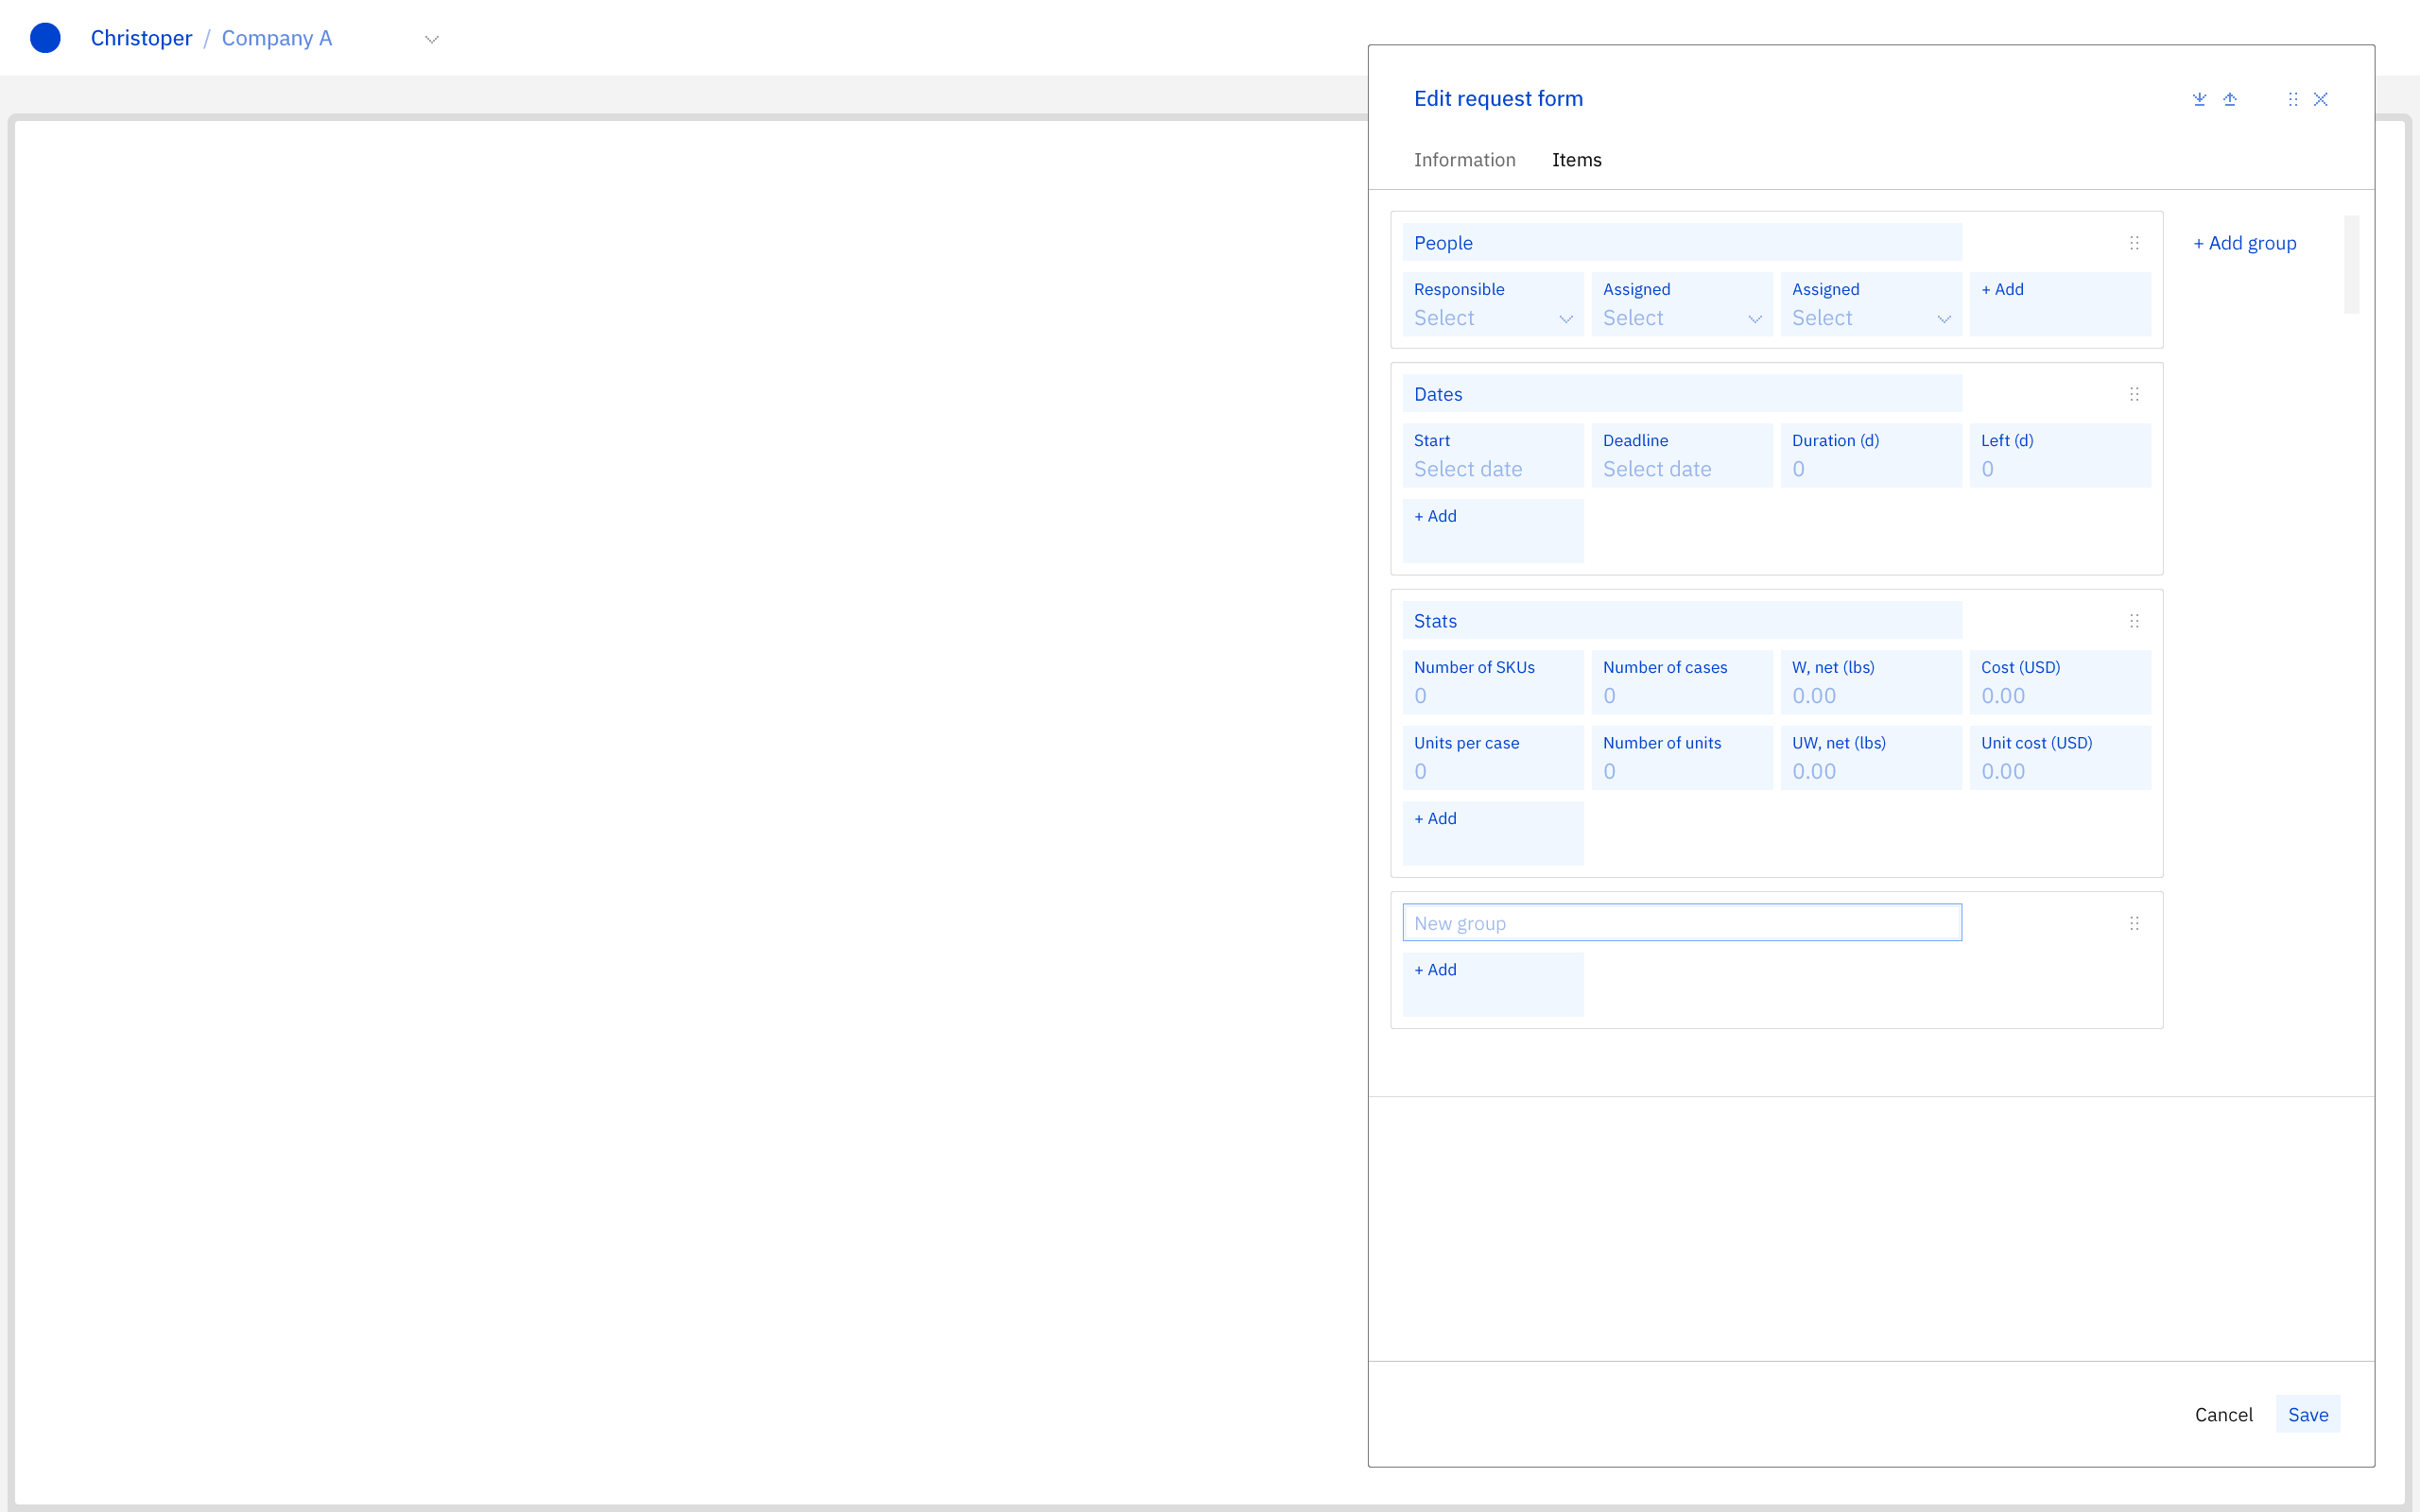 Christoper / Company A
Edit request form
Information Items
People
+ Add group
Responsible Assigned Assigned + Add
Select Select Select
Dates
Start Deadline Duration (d) Left (d)
Select date Select date 0 0
+ Add
Stats
Number of SKUs Number of cases W, net (lbs) Cost (USD)
0 0 0.00 0.00
Units per case Number of units UW, net (lbs) Unit cost (USD)
0 0 0.00 0.00
+ Add
New group
+ Add
Cancel Save